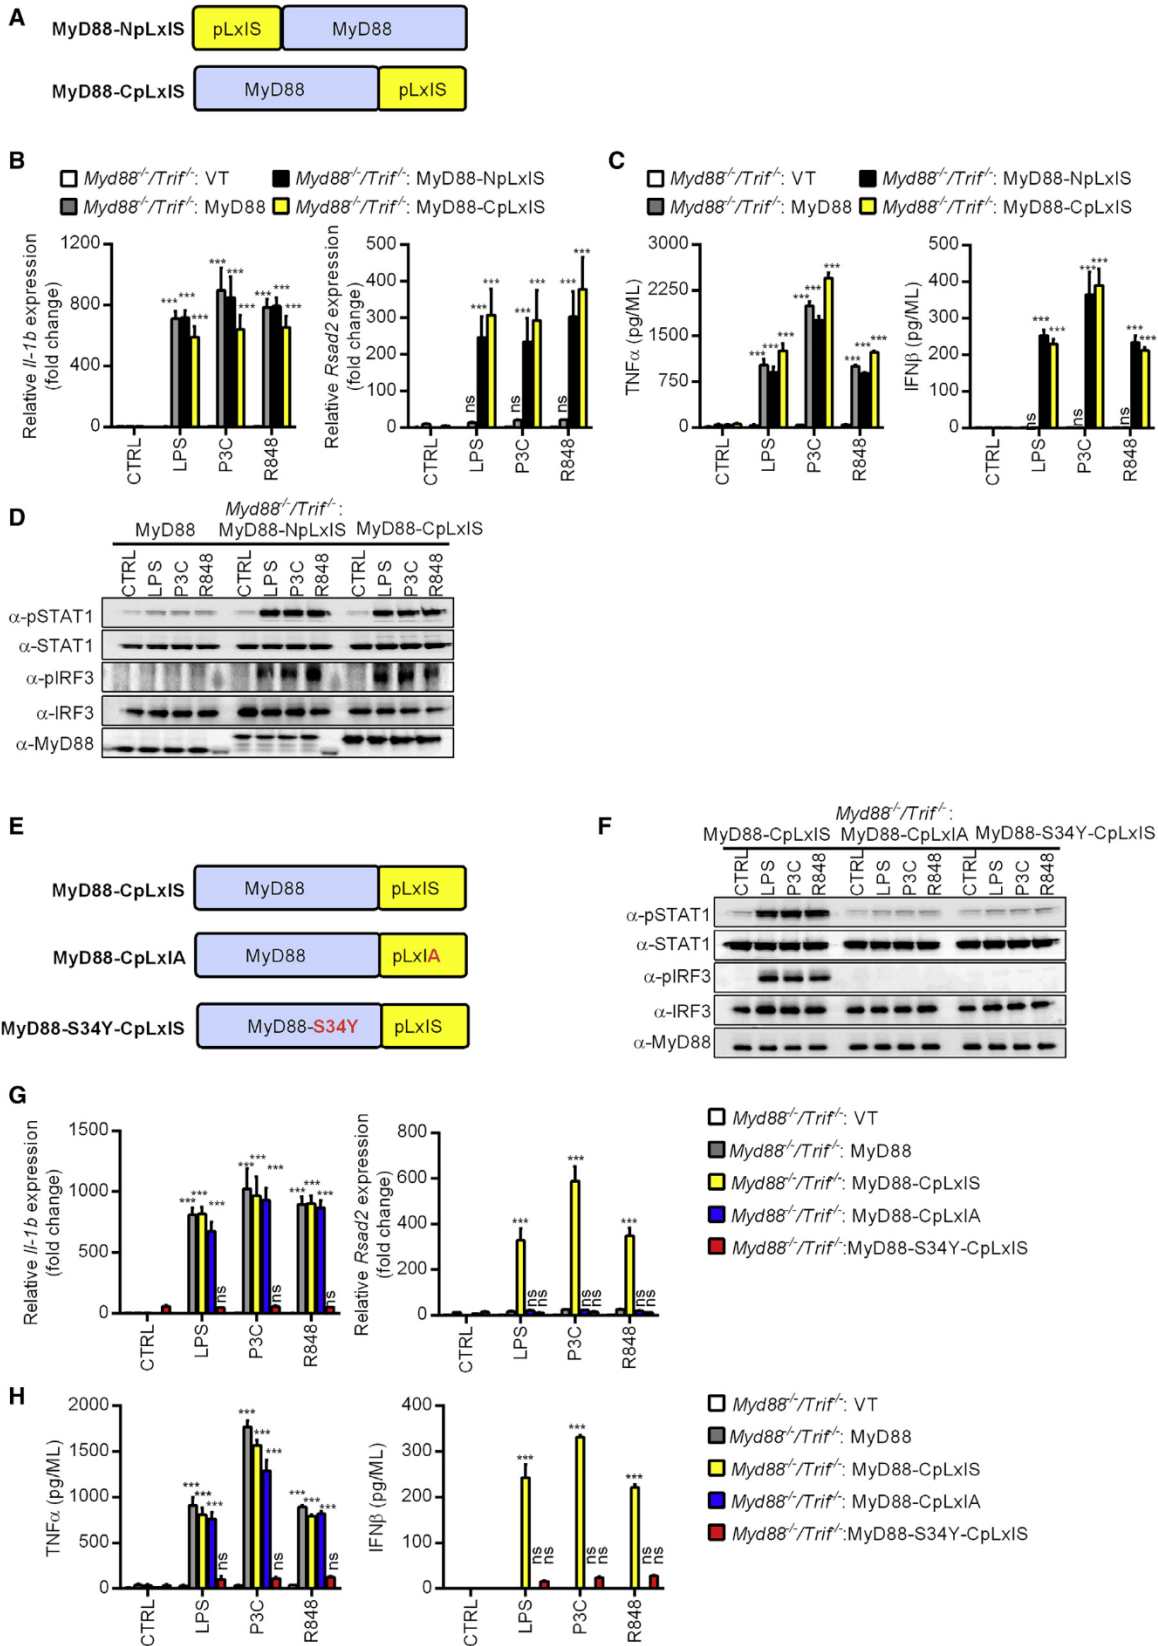 A
MyD88-NpLxIS
pLxIS
MyD88
MyD88-CpLxIS
MyD88
pLxIS
B
Myd88-/-/Trif-/-: VT
Myd88-/-/Trif-/-: MyD88-NpLxIS
Myd88-/-/Trif-/-: MyD88
Myd88-/-/Trif-/-: MyD88-CpLxIS
Relative Il-1b expression
(fold change)
1200
800
400
0
*** *** ***
*** *** ***
*** *** ***
CTRL
LPS
P3C
R848
Relative Rsad2 expression
(fold change)
500
400
300
200
100
0
ns *** ***
ns *** ***
ns *** ***
CTRL
LPS
P3C
R848
C
Myd88-/-/Trif-/-: VT
Myd88-/-/Trif-/-: MyD88-NpLxIS
Myd88-/-/Trif-/-: MyD88
Myd88-/-/Trif-/-: MyD88-CpLxIS
TNFα (pg/ML)
3000
2250
1500
750
0
*** *** ***
*** *** ***
*** *** ***
CTRL
LPS
P3C
R848
IFNβ (pg/ML)
500
400
300
200
100
0
ns *** ***
ns *** ***
ns *** ***
CTRL
LPS
P3C
R848
D
Myd88-/-/Trif-/-:
MyD88 MyD88-NpLxIS MyD88-CpLxIS
CTRL LPS P3C R848 CTRL LPS P3C R848 CTRL LPS P3C R848
α-pSTAT1
α-STAT1
α-pIRF3
α-IRF3
α-MyD88
E
MyD88-CpLxIS
MyD88
pLxIS
MyD88-CpLxIA
MyD88
pLxIA
MyD88-S34Y-CpLxIS
MyD88-S34Y
pLxIS
F
Myd88-/-/Trif-/-:
MyD88-CpLxIS MyD88-CpLxIA MyD88-S34Y-CpLxIS
CTRL LPS P3C R848 CTRL LPS P3C R848 CTRL LPS P3C R848
α-pSTAT1
α-STAT1
α-pIRF3
α-IRF3
α-MyD88
G
Relative Il-1b expression
(fold change)
1500
1000
500
0
*** *** *** ns
*** *** *** ns
*** *** *** ns
CTRL
LPS
P3C
R848
Relative Rsad2 expression
(fold change)
800
600
400
200
0
*** ns ns
*** ns ns
*** ns ns
CTRL
LPS
P3C
R848
Myd88-/-/Trif-/-: VT
Myd88-/-/Trif-/-: MyD88
Myd88-/-/Trif-/-: MyD88-CpLxIS
Myd88-/-/Trif-/-: MyD88-CpLxIA
Myd88-/-/Trif-/-:MyD88-S34Y-CpLxIS
H
TNFα (pg/ML)
2000
1500
1000
500
0
*** *** *** ns
*** *** *** ns
*** *** *** ns
CTRL
LPS
P3C
R848
IFNβ (pg/ML)
400
300
200
100
0
*** ns ns
*** ns ns
*** ns ns
CTRL
LPS
P3C
R848
Myd88-/-/Trif-/-: VT
Myd88-/-/Trif-/-: MyD88
Myd88-/-/Trif-/-: MyD88-CpLxIS
Myd88-/-/Trif-/-: MyD88-CpLxIA
Myd88-/-/Trif-/-:MyD88-S34Y-CpLxIS